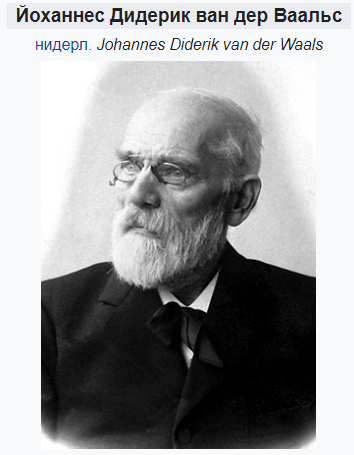 Йоханнес Дидерик ван дер Ваальс
нидерл. Johannes Diderik van der Waals